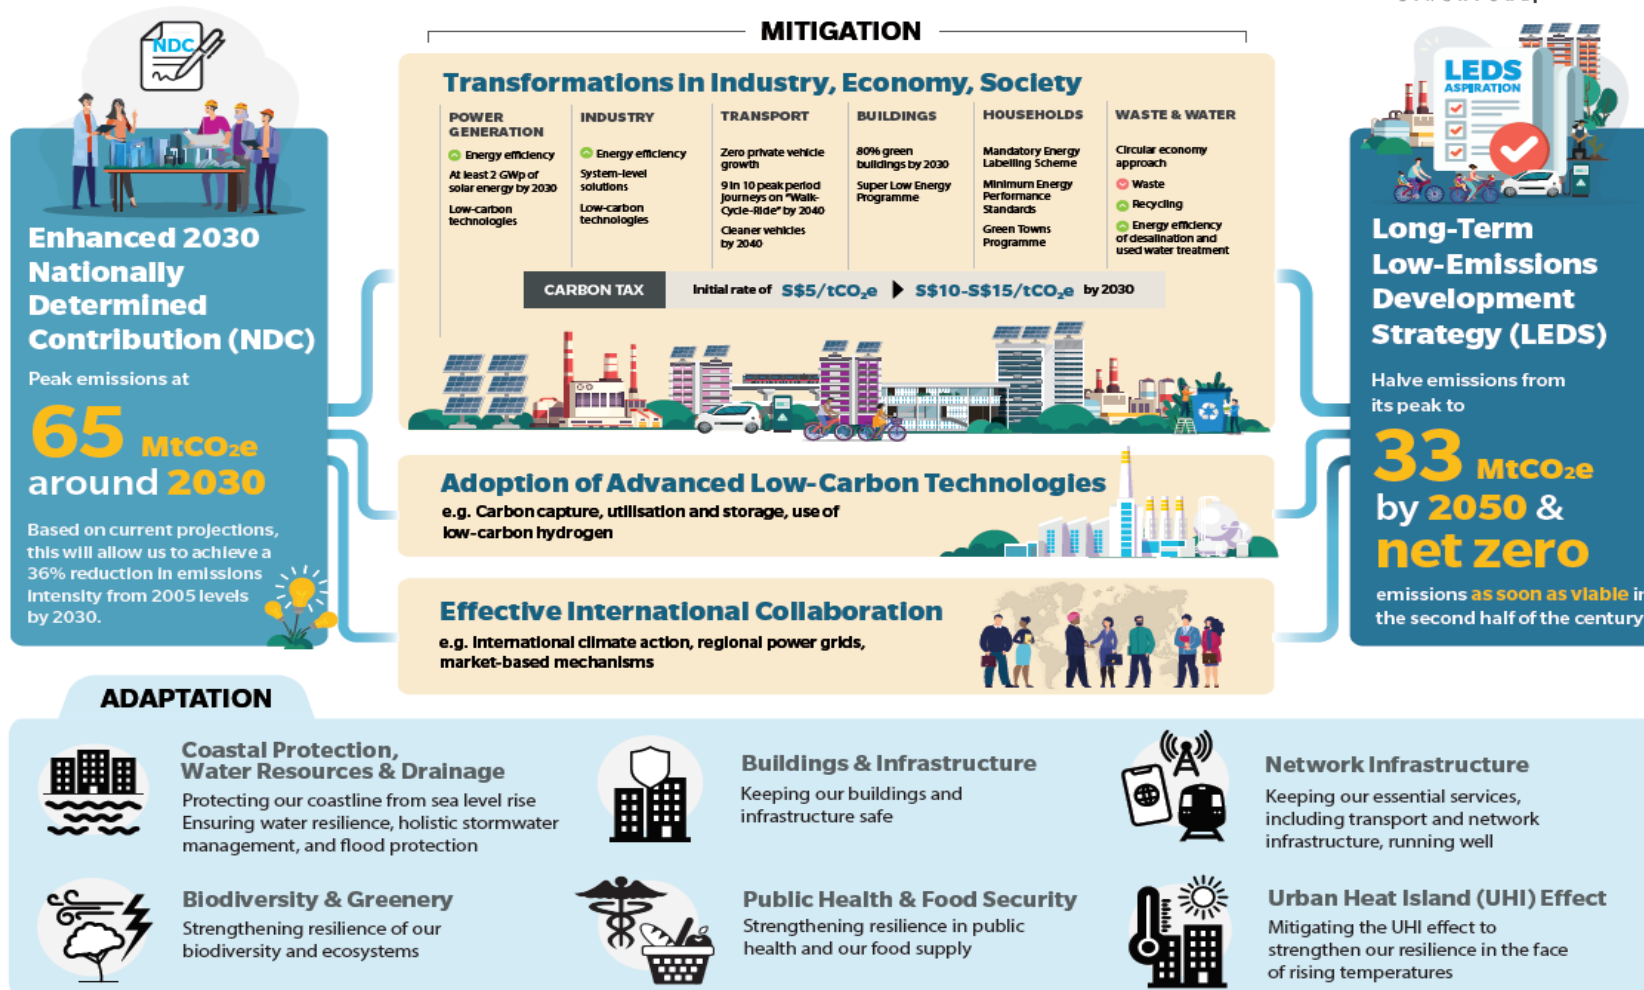 MITIGATION
NDC
Enhanced 2030
Nationally
Determined
Contribution (NDC)
Peak emissions at
65 MtCO₂e
around 2030
Based on current projections,
this will allow us to achieve a
36% reduction in emissions
intensity from 2005 levels
by 2030.
Transformations in Industry, Economy, Society
POWER
GENERATION
Energy efficiency
At least 2 GWp of
solar energy by 2030
Low-carbon
technologies
INDUSTRY
Energy efficiency
System-level
solutions
Low-carbon
technologies
TRANSPORT
Zero private vehicle
growth
9 in 10 peak period
journeys on "Walk-
Cycle-Ride" by 2040
Cleaner vehicles
by 2040
BUILDINGS
80% green
buildings by 2030
Super Low Energy
Programme
HOUSEHOLDS
Mandatory Energy
Labelling Scheme
Minimum Energy
Performance
Standards
Green Towns
Programme
WASTE & WATER
Circular economy
approach
Waste
Recycling
Energy efficiency
of desalination and
used water treatment
CARBON TAX
Initial rate of S$5/tCO₂e S$10-S$15/tCO₂e by 2030
Adoption of Advanced Low-Carbon Technologies
e.g. Carbon capture, utilisation and storage, use of
low-carbon hydrogen
Effective International Collaboration
e.g. International climate action, regional power grids,
market-based mechanisms
LEDS
ASPIRATION
Long-Term
Low-Emissions
Development
Strategy (LEDS)
Halve emissions from
its peak to
33 MtCO₂e
by 2050 &
net zero
emissions as soon as viable in
the second half of the century
ADAPTATION
Coastal Protection,
Water Resources & Drainage
Protecting our coastline from sea level rise
Ensuring water resilience, holistic stormwater
management, and flood protection
Buildings & Infrastructure
Keeping our buildings and
infrastructure safe
Network Infrastructure
Keeping our essential services,
including transport and network
infrastructure, running well
Biodiversity & Greenery
Strengthening resilience of our
biodiversity and ecosystems
Public Health & Food Security
Strengthening resilience in public
health and our food supply
Urban Heat Island (UHI) Effect
Mitigating the UHI effect to
strengthen our resilience in the face
of rising temperatures